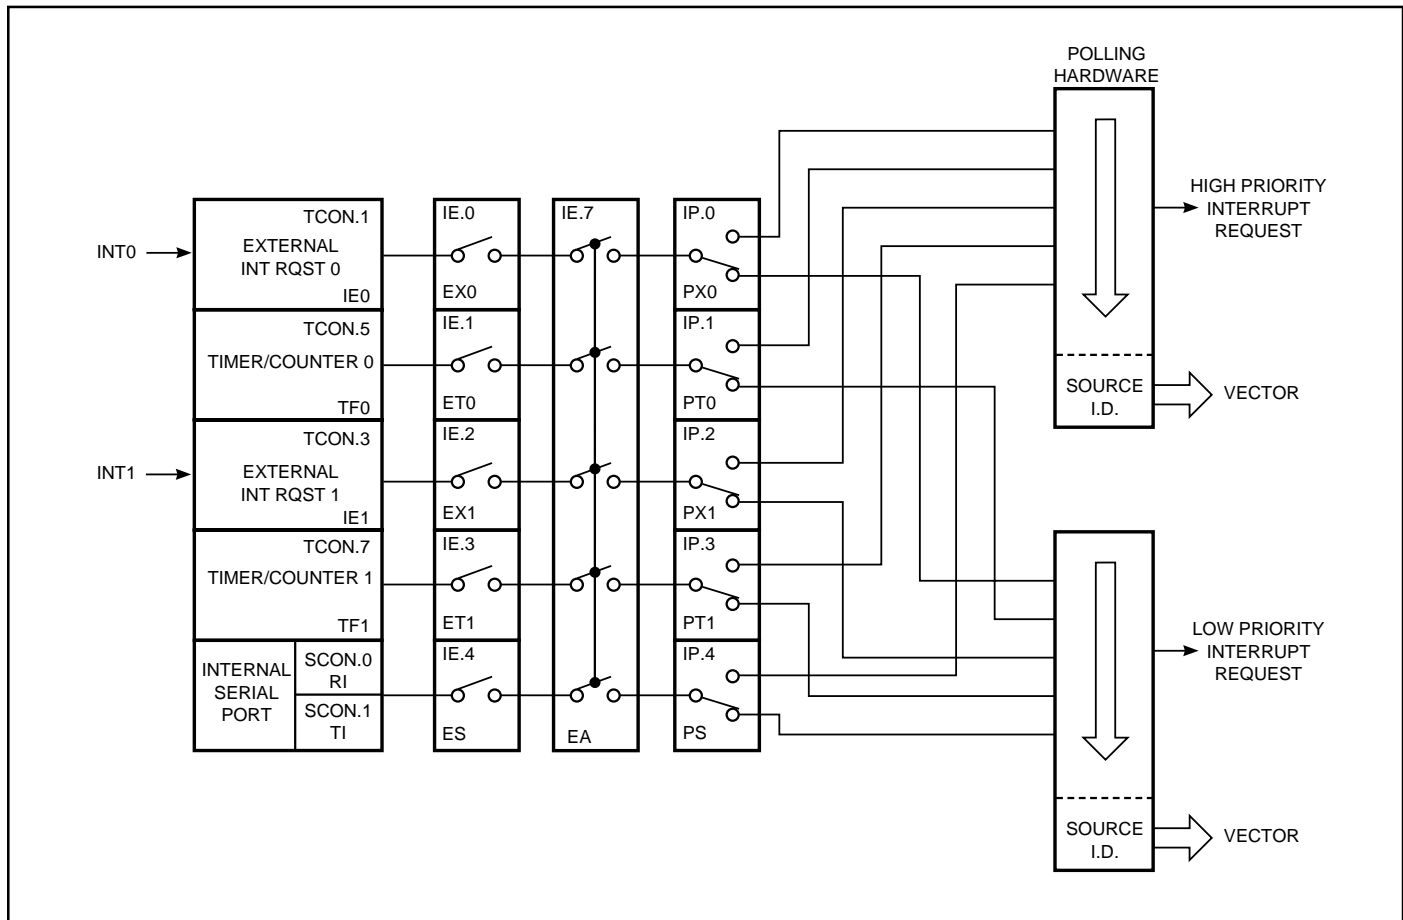 POLLING
HARDWARE
HIGH PRIORITY
INTERRUPT
REQUEST
SOURCE
I.D.
VECTOR
INT0
TCON.1
EXTERNAL
INT RQST 0
IE0
IE.0
EX0
IE.7
IP.0
PX0
TCON.5
TIMER/COUNTER 0
TF0
IE.1
ET0
IP.1
PT0
INT1
TCON.3
EXTERNAL
INT RQST 1
IE1
IE.2
EX1
IP.2
PX1
TCON.7
TIMER/COUNTER 1
TF1
IE.3
ET1
IP.3
PT1
INTERNAL
SERIAL
PORT
SCON.0
RI
SCON.1
TI
IE.4
ES
EA
IP.4
PS
LOW PRIORITY
INTERRUPT
REQUEST
SOURCE
I.D.
VECTOR